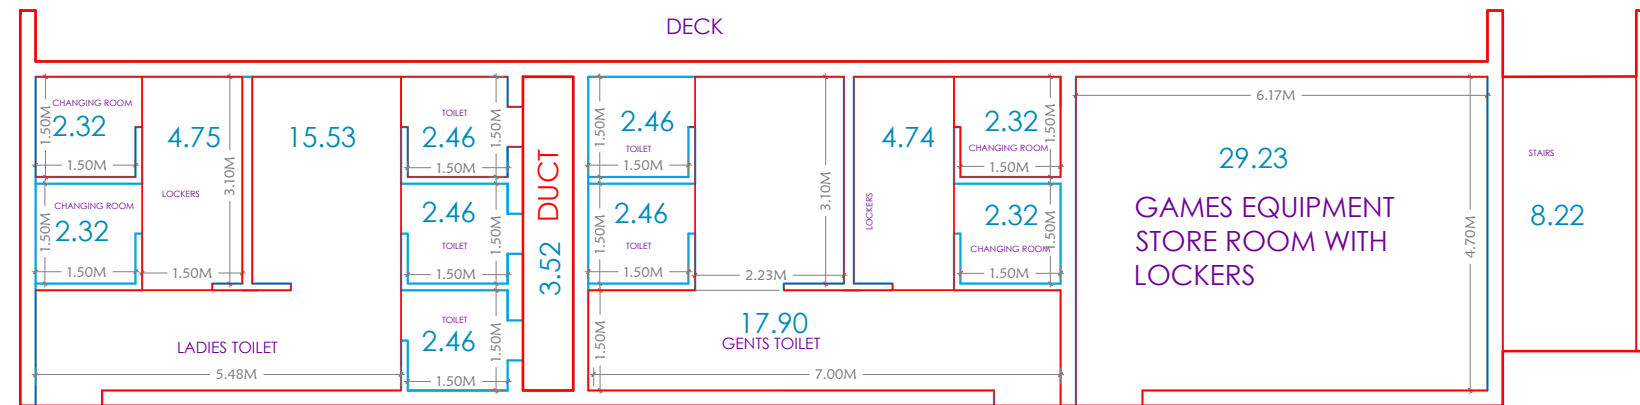 DECK
CHANGING ROOM
2.32
1.50M
1.50M
4.75
LOCKERS
3.10M
1.50M
15.53
CHANGING ROOM
2.32
1.50M
1.50M
TOILET
2.46
1.50M
1.50M
2.46
TOILET
1.50M
1.50M
TOILET
2.46
1.50M
1.50M
LADIES TOILET
5.48M
3.52 DUCT
2.46
TOILET
1.50M
1.50M
2.46
TOILET
1.50M
1.50M
3.10M
2.23M
4.74
LOCKERS
2.32
CHANGING ROOM
1.50M
1.50M
2.32
CHANGING ROOM
1.50M
1.50M
17.90
GENTS TOILET
1.50M
7.00M
6.17M
29.23
GAMES EQUIPMENT
STORE ROOM WITH
LOCKERS
4.70M
STAIRS
8.22